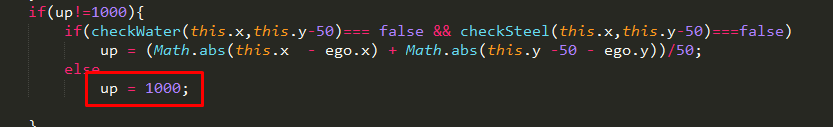 if(up!=1000){
if(checkWater(this.x,this.y-50)=== false && checkSteel(this.x,this.y-50)===false)
up = (Math.abs(this.x  - ego.x) + Math.abs(this.y -50 - ego.y))/50;
else
up = 1000;
}